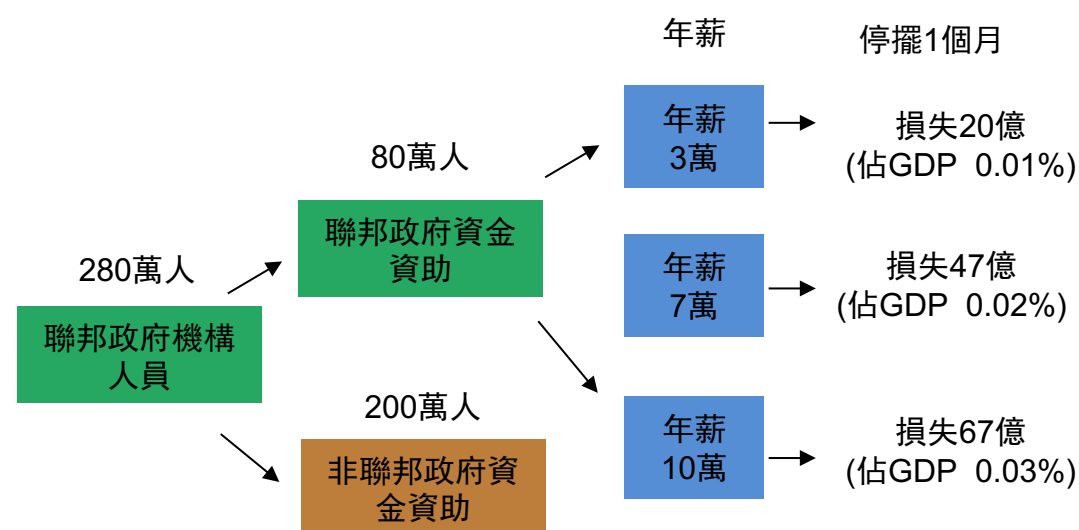 年薪
停擺1個月
280萬人
聯邦政府機構
人員
80萬人
聯邦政府資金
資助
200萬人
非聯邦政府資
金資助
年薪
3萬
損失20億
(佔GDP 0.01%)
年薪
7萬
損失47億
(佔GDP 0.02%)
年薪
10萬
損失67億
(佔GDP 0.03%)